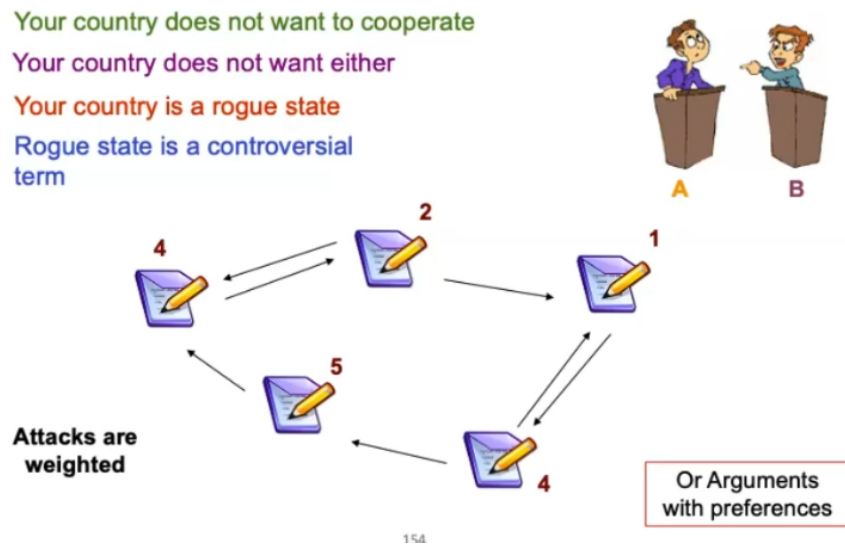 Your country does not want to cooperate
Your country does not want either
Your country is a rogue state
Rogue state is a controversial
term
A
B
2
4
1
5
Attacks are
weighted
4
Or Arguments
with preferences
154